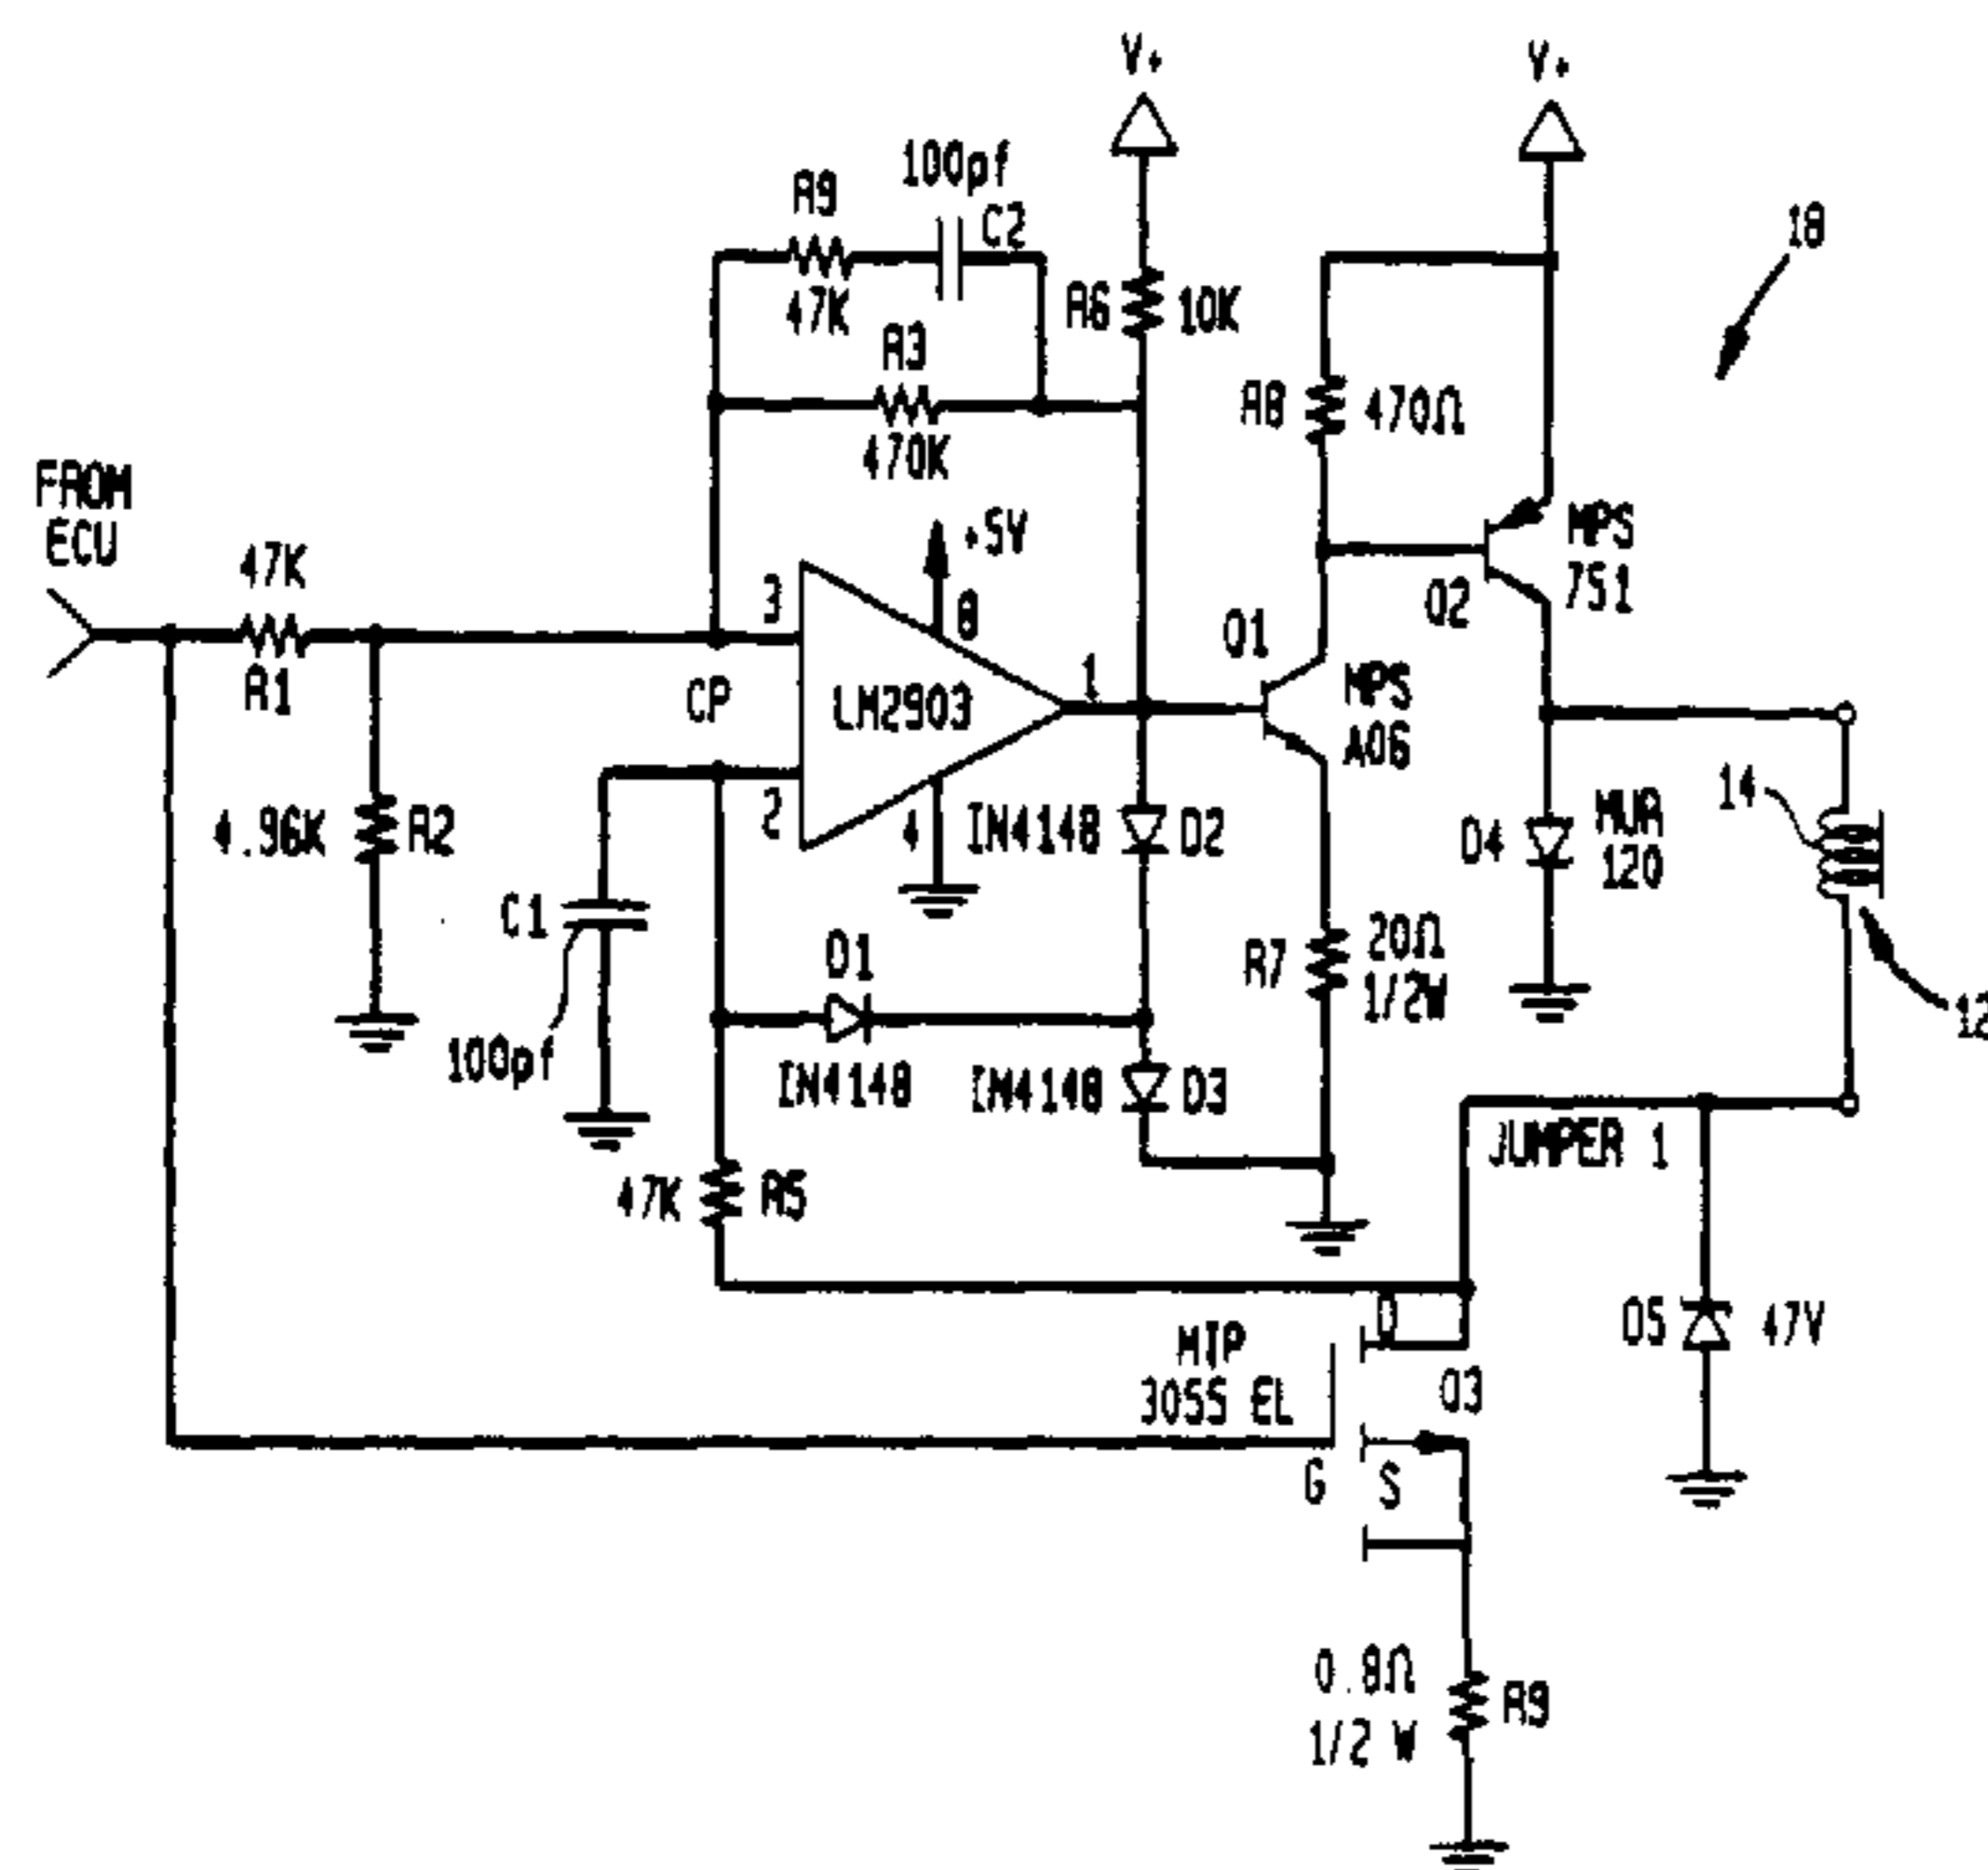 V+
V+
100pf
R9
C2
18
47K
R6
10K
R3
R8
470Ω
470K
FROM
ECU
+5V
MPS
751
47K
3
8
Q2
Q1
R1
CP
LM2903
1
MPS
A06
4.96K
R2
2
4
IN4148
D2
D4
MUR
120
14
C1
D1
R7
20Ω
1/2W
12
100pf
IN4148
IN4148
D3
JUMPER 1
47K
R5
D
D5
47V
MTP
3055 EL
Q3
G
S
0.8Ω
1/2 W
R9